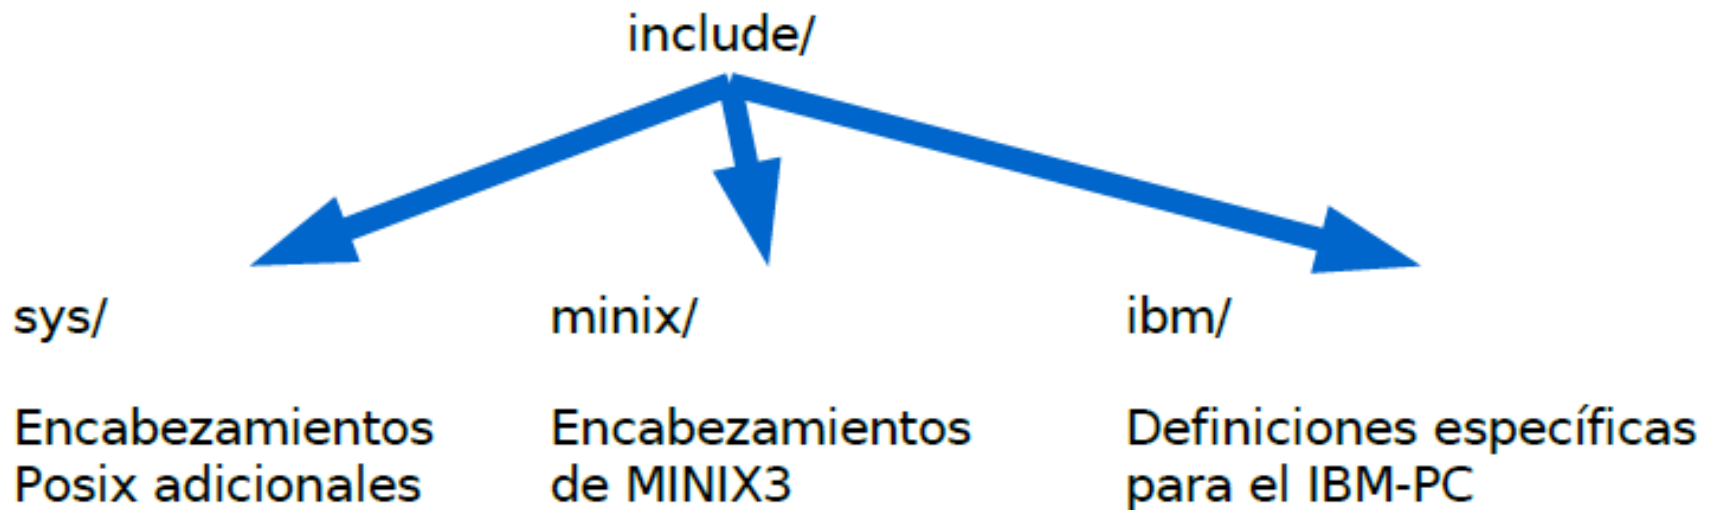 include/
sys/
minix/
ibm/
Encabezamientos
Posix adicionales
Encabezamientos
de MINIX3
Definiciones específicas
para el IBM-PC